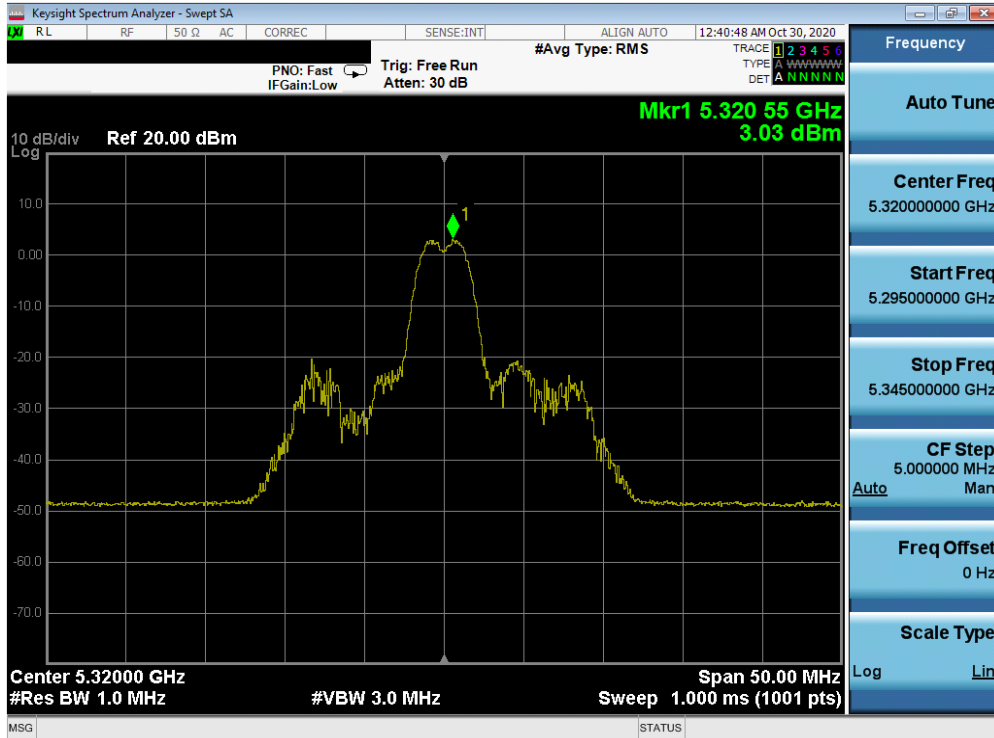 Keysight Spectrum Analyzer - Swept SA
LXI RL RF 50 Ω AC CORREC SENSE:INT ALIGN AUTO 12:40:48 AM Oct 30, 2020
#Avg Type: RMS TRACE 1 2 3 4 5 6
PNO: Fast Trig: Free Run TYPE A WWWWW
IFGain:Low Atten: 30 dB DET A N N N N N
Mkr1 5.320 55 GHz
3.03 dBm
10 dB/div Ref 20.00 dBm
Log
1
10.0
0.00
-10.0
-20.0
-30.0
-40.0
-50.0
-60.0
-70.0
Center 5.32000 GHz Span 50.00 MHz
#Res BW 1.0 MHz #VBW 3.0 MHz Sweep 1.000 ms (1001 pts)
MSG STATUS
Frequency
Auto Tune
Center Freq
5.320000000 GHz
Start Freq
5.295000000 GHz
Stop Freq
5.345000000 GHz
CF Step
5.000000 MHz
Auto Man
Freq Offset
0 Hz
Scale Type
Log Lin